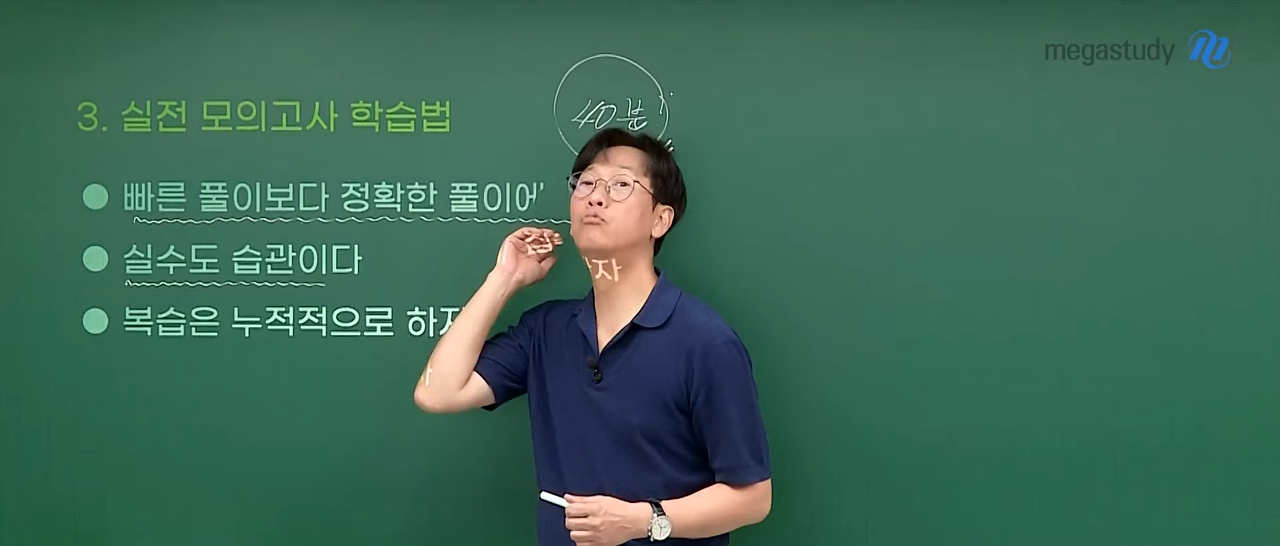 megastudy
3. 실전 모의고사 학습법
40분
빠른 풀이보다 정확한 풀이에
실수도 습관이다
복습은 누적적으로 하자